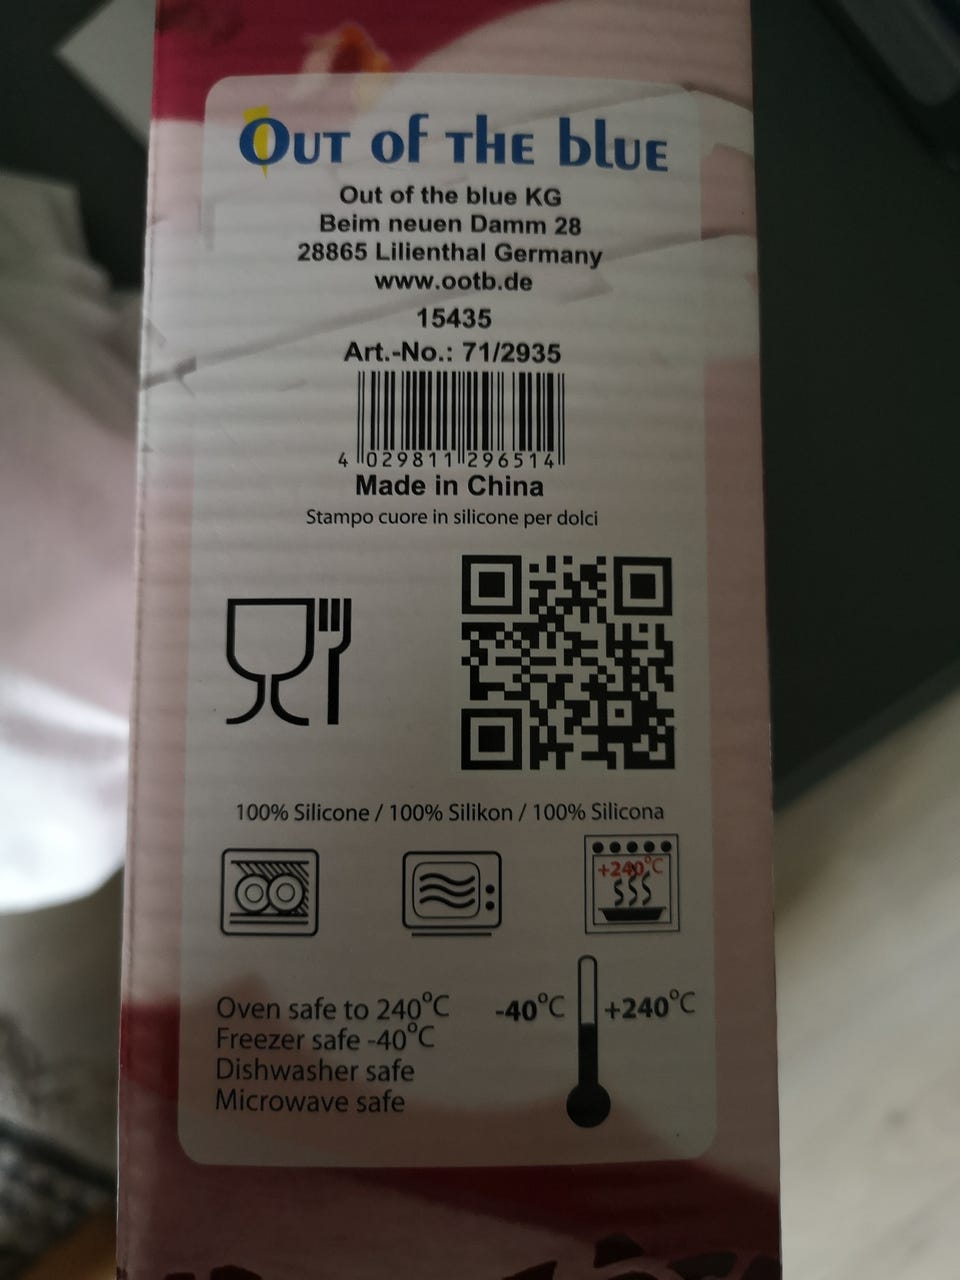 Out of the blue
Out of the blue KG
Beim neuen Damm 28
28865 Lilienthal Germany
www.ootb.de
15435
Art.-No.: 71/2935
4 029811 296514
Made in China
Stampo cuore in silicone per dolci
100% Silicone / 100% Silikon / 100% Silicona
+240°C
Oven safe to 240°C
Freezer safe -40°C
Dishwasher safe
Microwave safe
-40°C +240°C